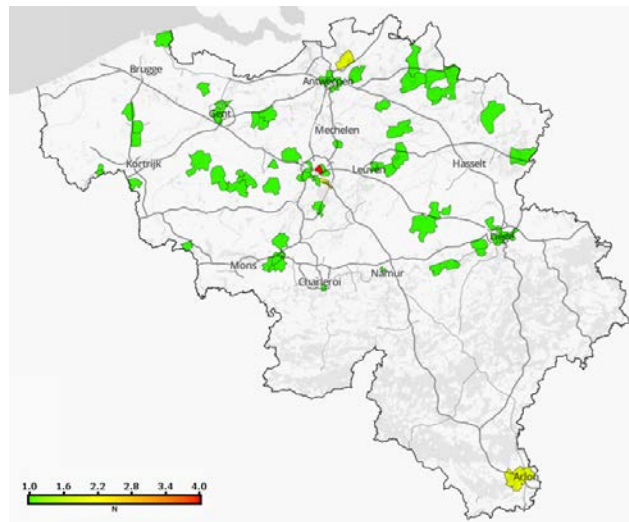 Brugge
Antwerpen
Gent
Mechelen
Kortrijk
Leuven
Hasselt
Mons
Namur
Charleroi
Arlon
1.0 1.6 2.2 2.8 3.4 4.0
N